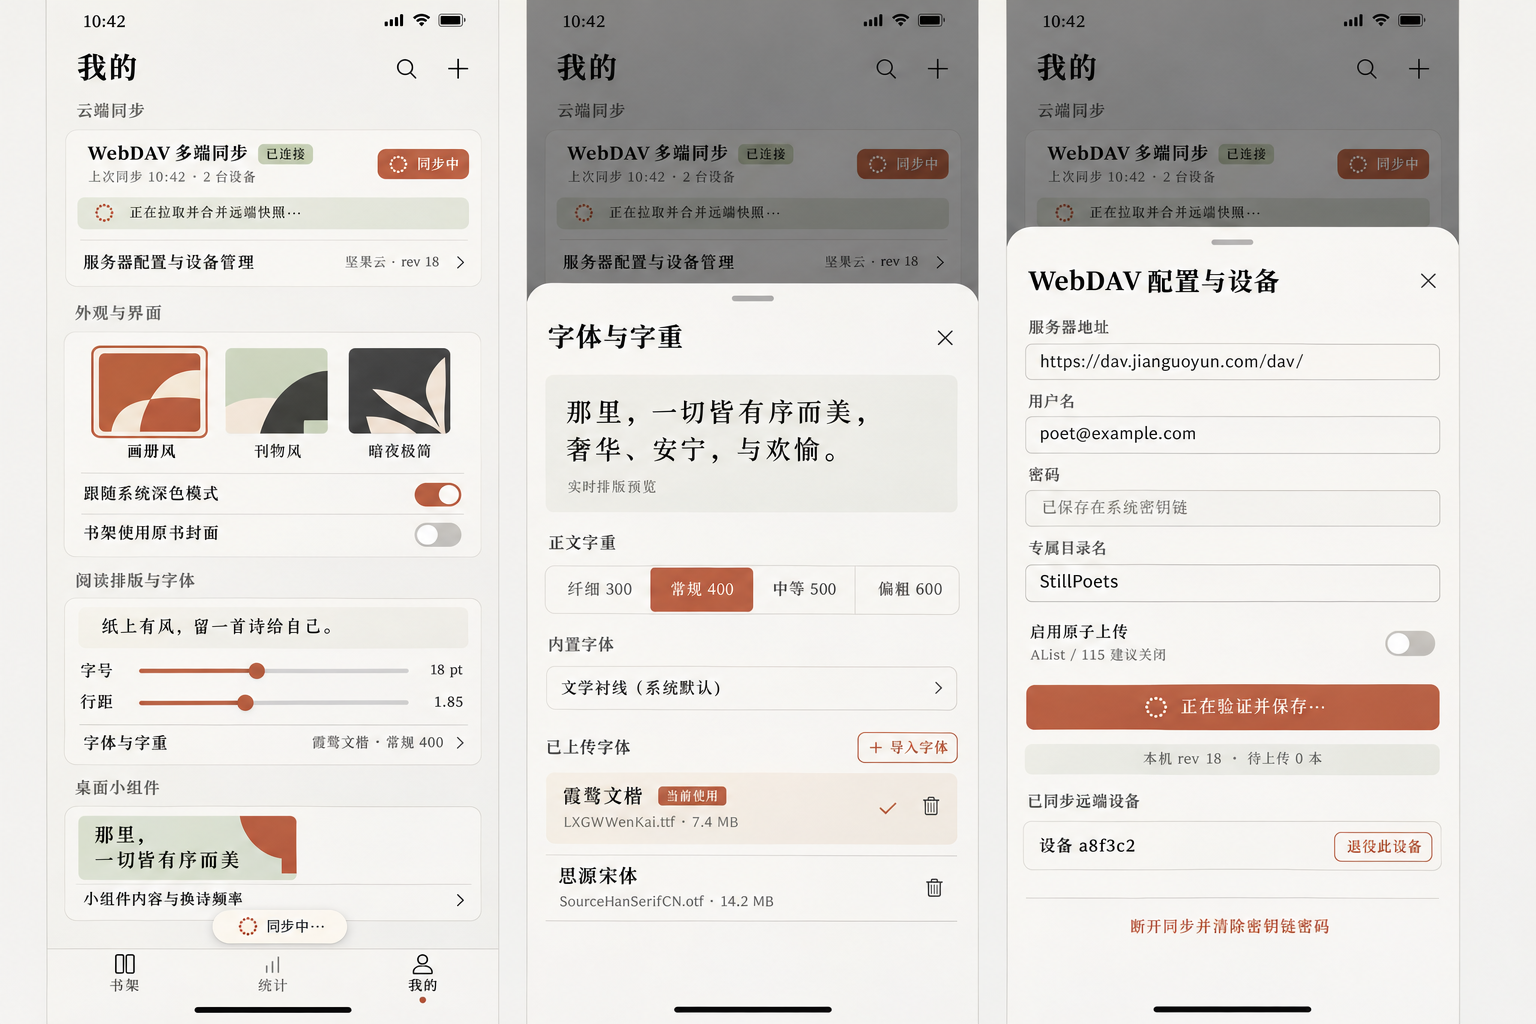 10:42
我的
云端同步
WebDAV 多端同步 已连接
上次同步 10:42 · 2 台设备
同步中
正在拉取并合并远端快照···
服务器配置与设备管理 坚果云 · rev 18
外观与界面
画册风 刊物风 暗夜极简
跟随系统深色模式
书架使用原书封面
阅读排版与字体
纸上有风，留一首诗给自己。
字号 18 pt
行距 1.85
字体与字重 霞鹜文楷 · 常规 400
桌面小组件
那里，
一切皆有序而美
小组件内容与换诗频率
同步中···
书架 统计 我的
10:42
我的
云端同步
WebDAV 多端同步 已连接
上次同步 10:42 · 2 台设备
同步中
正在拉取并合并远端快照···
服务器配置与设备管理 坚果云 · rev 18
字体与字重
那里，一切皆有序而美，
奢华、安宁，与欢愉。
实时排版预览
正文字重
纤细 300 常规 400 中等 500 偏粗 600
内置字体
文学衬线（系统默认）
已上传字体 + 导入字体
霞鹜文楷 当前使用
LXGWWenKai.ttf · 7.4 MB
思源宋体
SourceHanSerifCN.otf · 14.2 MB
10:42
我的
云端同步
WebDAV 多端同步 已连接
上次同步 10:42 · 2 台设备
同步中
正在拉取并合并远端快照···
WebDAV 配置与设备
服务器地址
https://dav.jianguoyun.com/dav/
用户名
poet@example.com
密码
已保存在系统密钥链
专属目录名
StillPoets
启用原子上传
AList / 115 建议关闭
正在验证并保存···
本机 rev 18 · 待上传 0 本
已同步远端设备
设备 a8f3c2 退役此设备
断开同步并清除密钥链密码